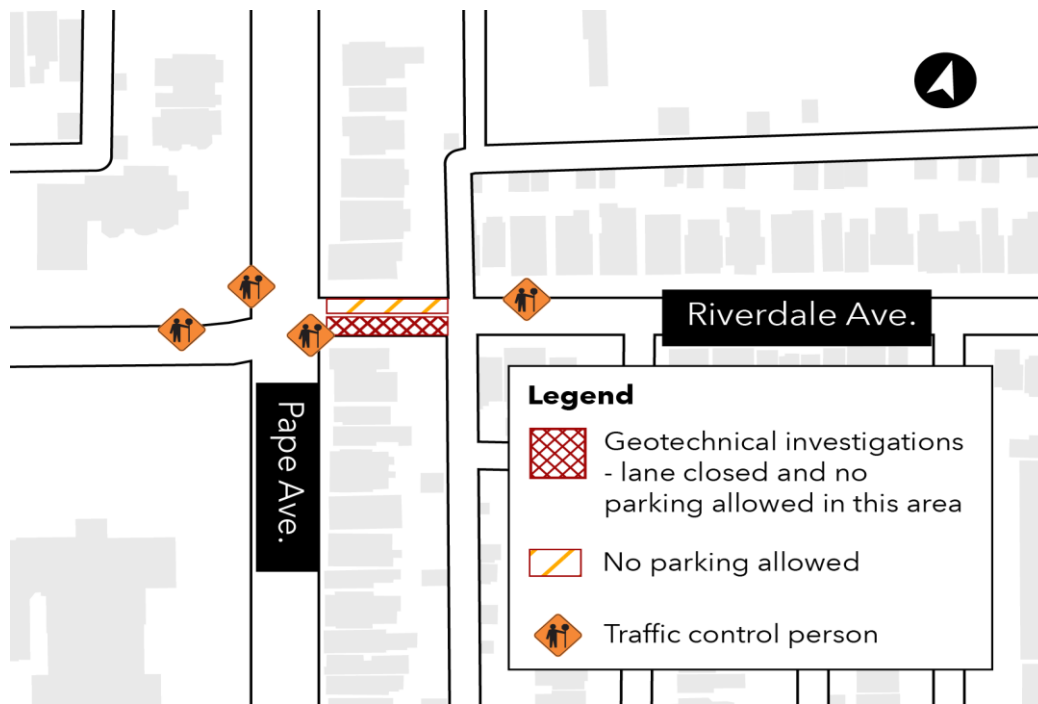 Riverdale Ave.
Pape Ave.
Legend
Geotechnical investigations
- lane closed and no
parking allowed in this area
No parking allowed
Traffic control person